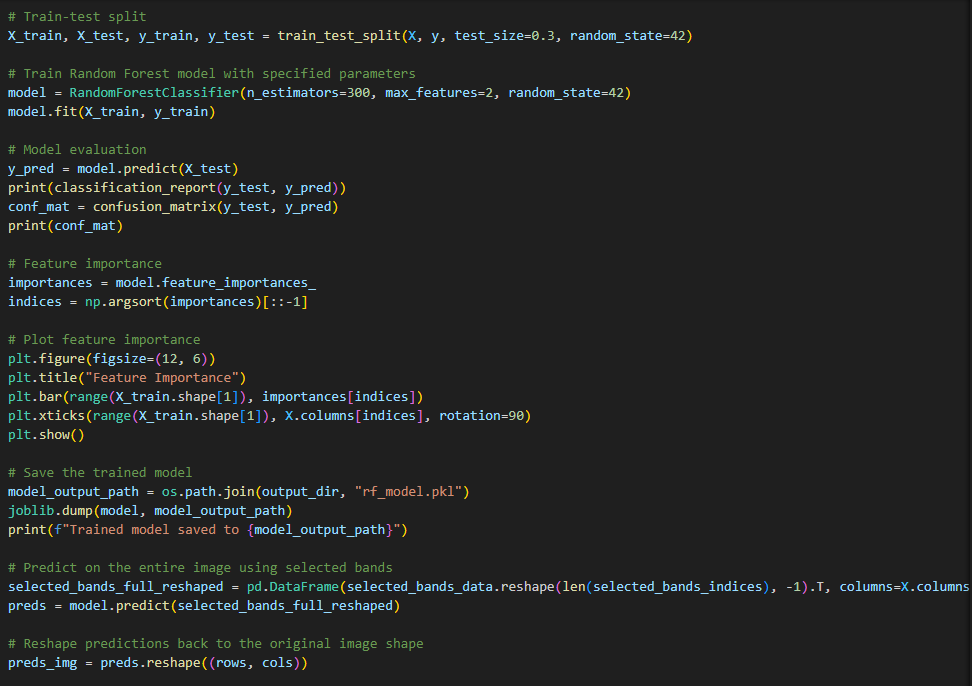 # Train-test split
X_train, X_test, y_train, y_test = train_test_split(X, y, test_size=0.3, random_state=42)
# Train Random Forest model with specified parameters
model = RandomForestClassifier(n_estimators=300, max_features=2, random_state=42)
model.fit(X_train, y_train)
# Model evaluation
y_pred = model.predict(X_test)
print(classification_report(y_test, y_pred))
conf_mat = confusion_matrix(y_test, y_pred)
print(conf_mat)
# Feature importance
importances = model.feature_importances_
indices = np.argsort(importances)[::-1]
# Plot feature importance
plt.figure(figsize=(12, 6))
plt.title("Feature Importance")
plt.bar(range(X_train.shape[1]), importances[indices])
plt.xticks(range(X_train.shape[1]), X.columns[indices], rotation=90)
plt.show()
# Save the trained model
model_output_path = os.path.join(output_dir, "rf_model.pkl")
joblib.dump(model, model_output_path)
print(f"Trained model saved to {model_output_path}")
# Predict on the entire image using selected bands
selected_bands_full_reshaped = pd.DataFrame(selected_bands_data.reshape(len(selected_bands_indices), -1).T, columns=X.columns
preds = model.predict(selected_bands_full_reshaped)
# Reshape predictions back to the original image shape
preds_img = preds.reshape((rows, cols))